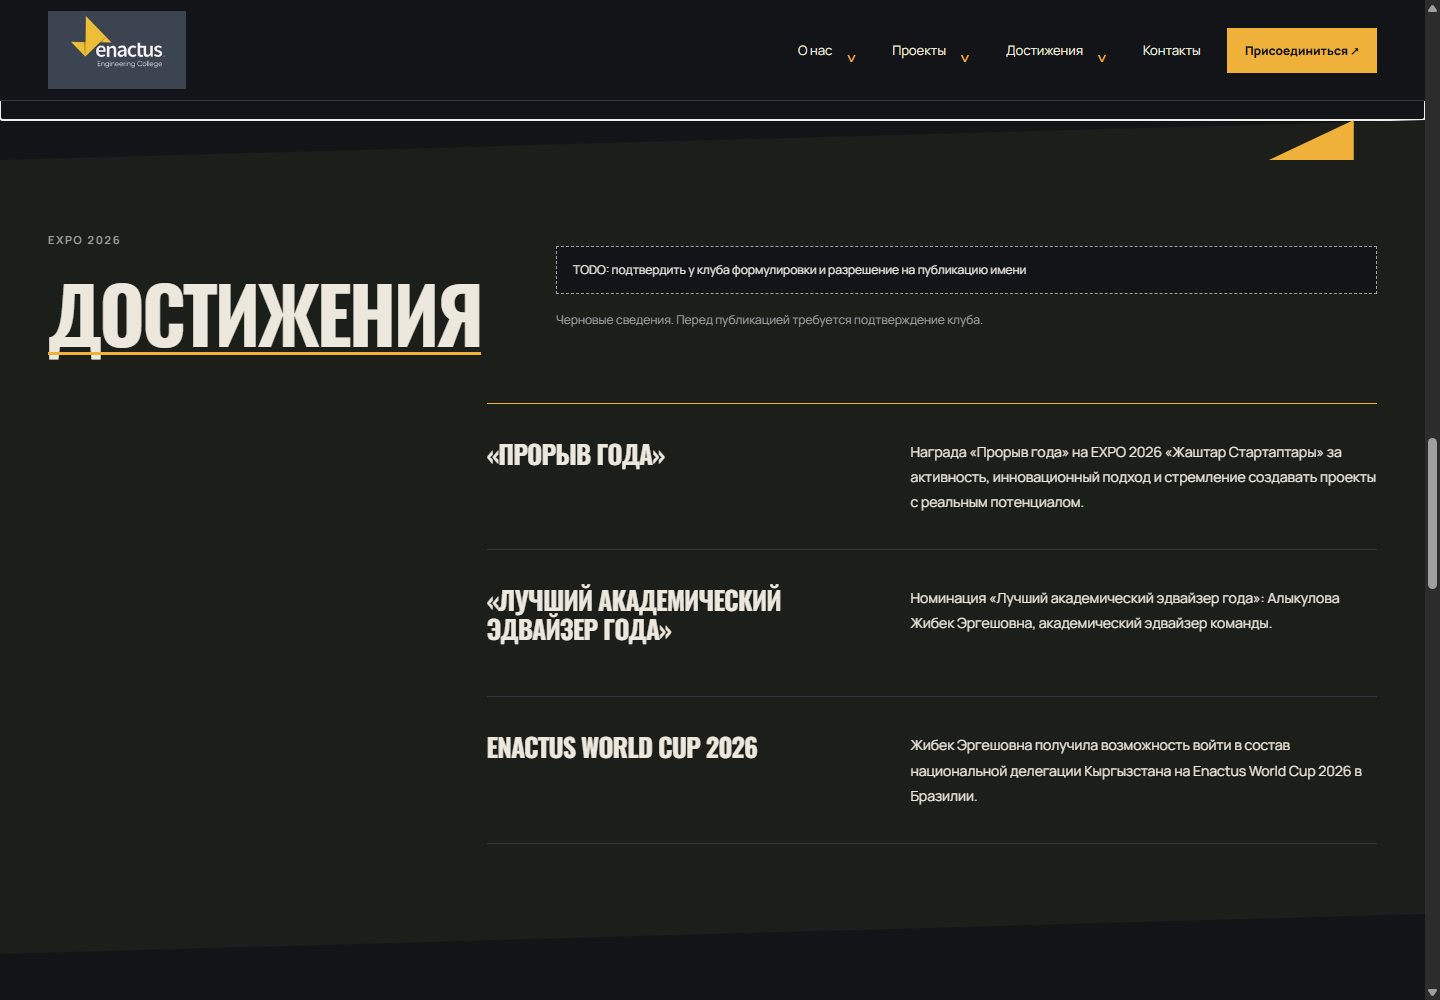 enactus
Engineering College
О нас
Проекты
Достижения
Контакты
Присоединиться ↗
EXPO 2026
ДОСТИЖЕНИЯ
TODO: подтвердить у клуба формулировки и разрешение на публикацию имени
Черновые сведения. Перед публикацией требуется подтверждение клуба.
«ПРОРЫВ ГОДА»
Награда «Прорыв года» на EXPO 2026 «Жаштар Стартаптары» за
активность, инновационный подход и стремление создавать проекты
с реальным потенциалом.
«ЛУЧШИЙ АКАДЕМИЧЕСКИЙ
ЭДВАЙЗЕР ГОДА»
Номинация «Лучший академический эдвайзер года»: Алыкулова
Жибек Эргешовна, академический эдвайзер команды.
ENACTUS WORLD CUP 2026
Жибек Эргешовна получила возможность войти в состав
национальной делегации Кыргызстана на Enactus World Cup 2026 в
Бразилии.